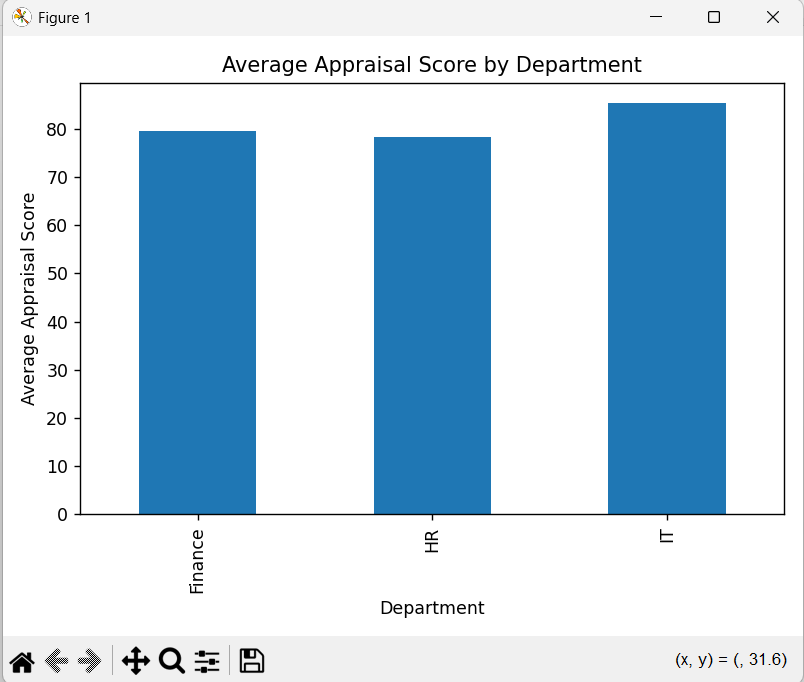 Figure 1
Average Appraisal Score by Department
Average Appraisal Score
80
70
60
50
40
30
20
10
0
Finance
HR
IT
Department
(x, y) = (, 31.6)